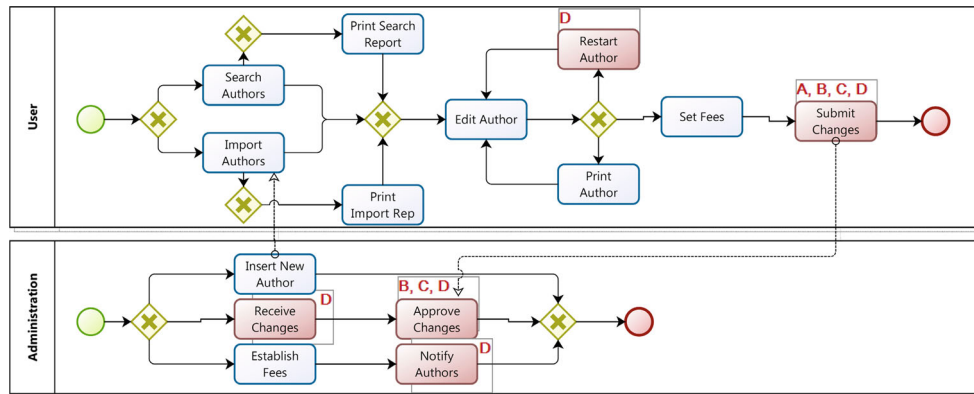 User
Print Search
Report
D
Restart
Author
Search
Authors
A, B, C, D
Edit Author
Set Fees
Submit
Changes
Import
Authors
Print
Author
Print
Import Rep
Administration
Insert New
Author
D
B, C, D
Receive
Changes
Approve
Changes
Establish
Fees
Notify
Authors
D